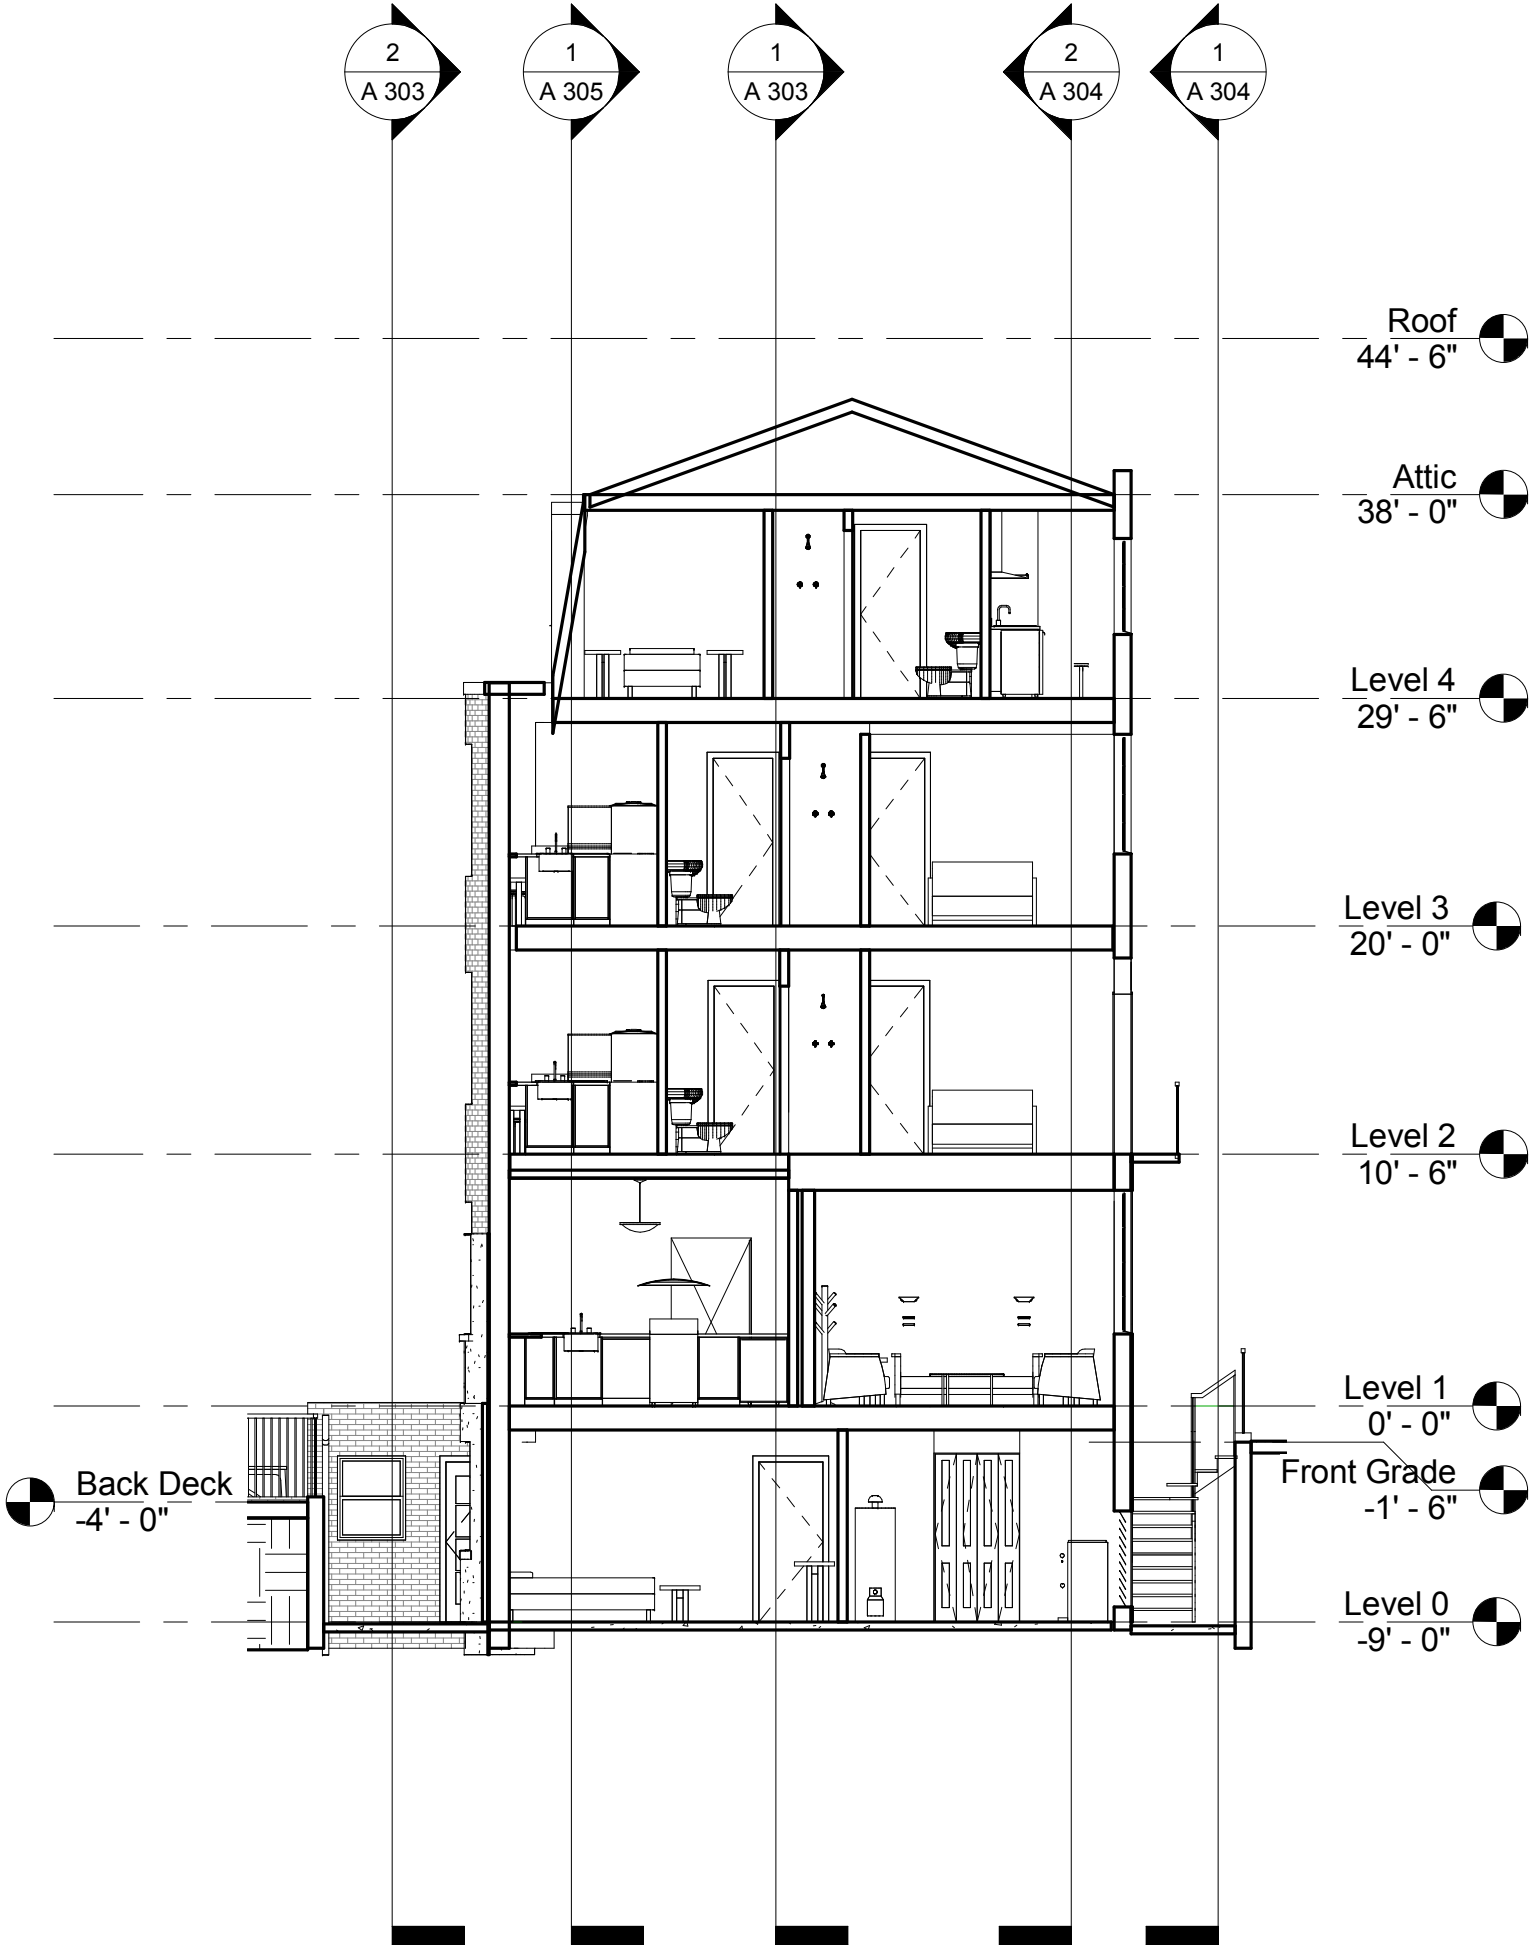 2
A 303
1
A 305
1
A 303
2
A 304
1
A 304
Roof
44' - 6"
Attic
38' - 0"
Level 4
29' - 6"
Level 3
20' - 0"
Level 2
10' - 6"
Level 1
0' - 0"
Front Grade
-1' - 6"
Back Deck
-4' - 0"
Level 0
-9' - 0"